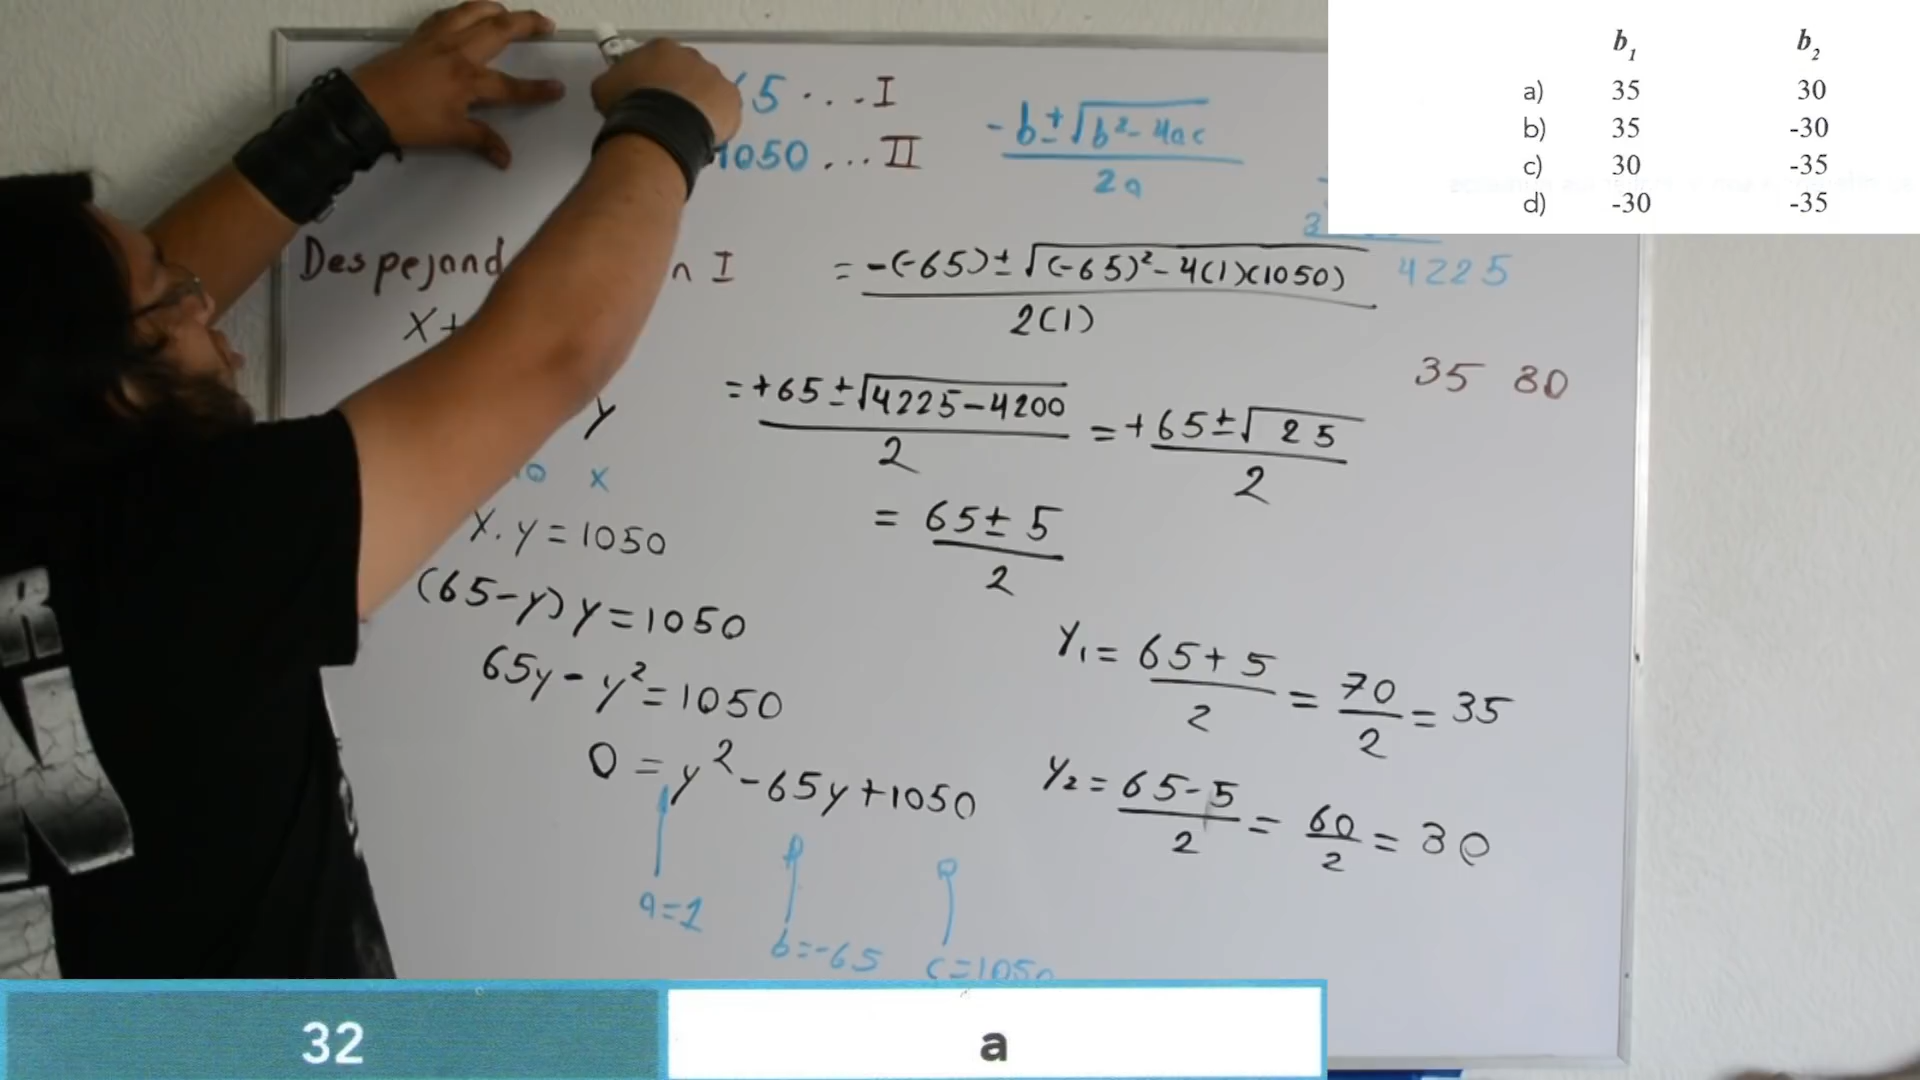 65 ... I
1050 ... II
-b±√b²-4ac
2a
b₁ b₂
a) 35 30
b) 35 -30
c) 30 -35
d) -30 -35
Despejand n I
X+
y
x
X.y=1050
(65-y)y=1050
65y-y²=1050
0=y²-65y+1050
a=1
b=-65
c=1050
=-(-65)±√(-65)²-4(1)(1050)
2(1)
4225
35 30
=+65±√4225-4200
2
=+65±√25
2
= 65±5
2
Y₁=65+5
2
=70
2
=35
Y₂=65-5
2
=60
2
=30
32 a